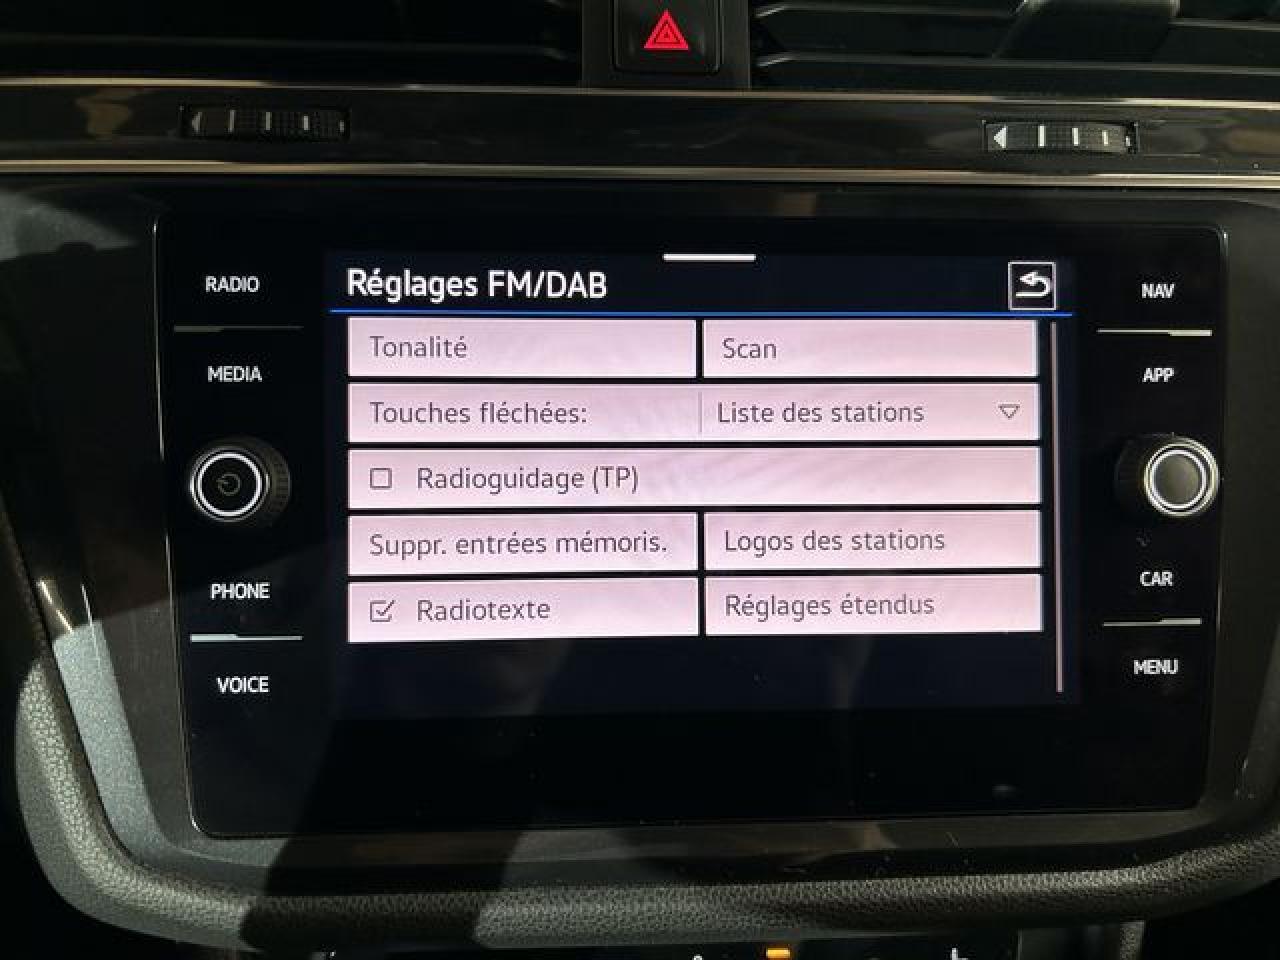 RADIO
MEDIA
PHONE
VOICE
Réglages FM/DAB
Tonalité
Scan
Touches fléchées:
Liste des stations
Radioguidage (TP)
Suppr. entrées mémoris.
Logos des stations
Radiotexte
Réglages étendus
NAV
APP
CAR
MENU